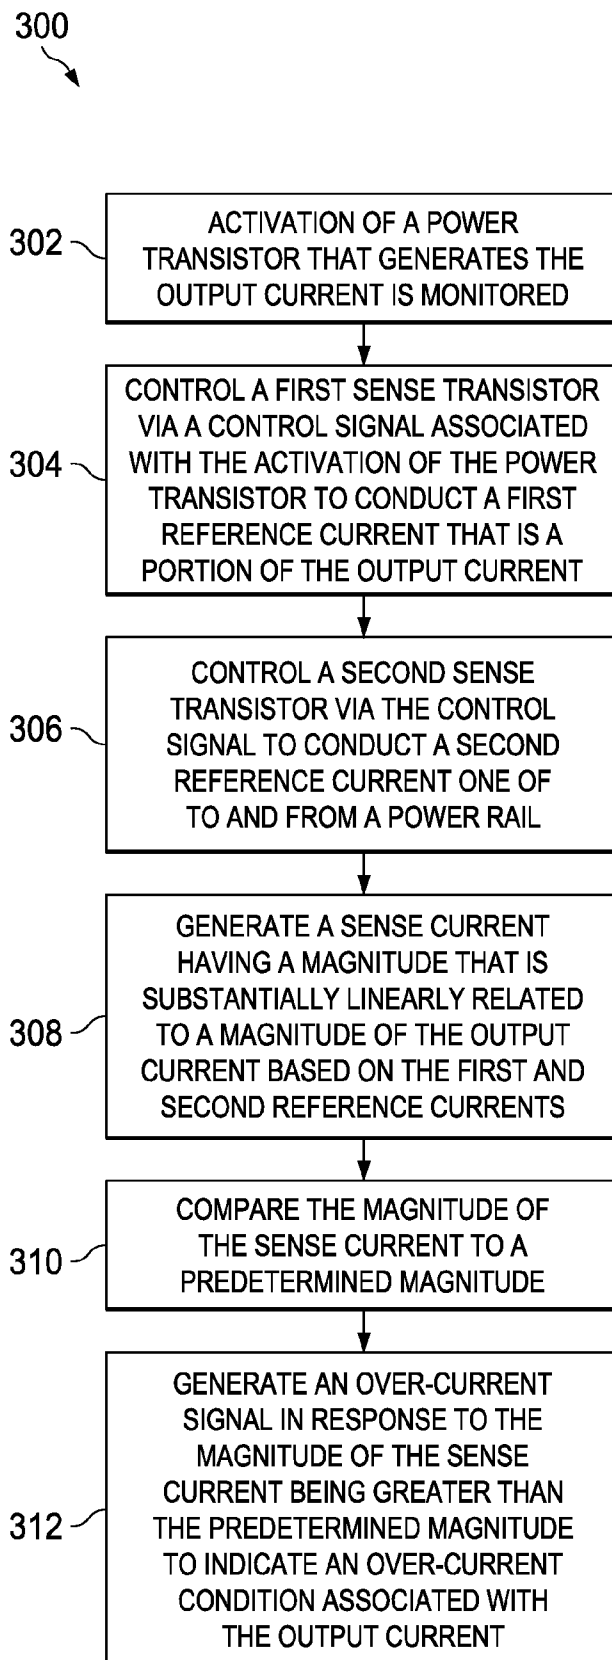 300
302
ACTIVATION OF A POWER
TRANSISTOR THAT GENERATES THE
OUTPUT CURRENT IS MONITORED
304
CONTROL A FIRST SENSE TRANSISTOR
VIA A CONTROL SIGNAL ASSOCIATED
WITH THE ACTIVATION OF THE POWER
TRANSISTOR TO CONDUCT A FIRST
REFERENCE CURRENT THAT IS A
PORTION OF THE OUTPUT CURRENT
306
CONTROL A SECOND SENSE
TRANSISTOR VIA THE CONTROL
SIGNAL TO CONDUCT A SECOND
REFERENCE CURRENT ONE OF
TO AND FROM A POWER RAIL
308
GENERATE A SENSE CURRENT
HAVING A MAGNITUDE THAT IS
SUBSTANTIALLY LINEARLY RELATED
TO A MAGNITUDE OF THE OUTPUT
CURRENT BASED ON THE FIRST AND
SECOND REFERENCE CURRENTS
310
COMPARE THE MAGNITUDE OF
THE SENSE CURRENT TO A
PREDETERMINED MAGNITUDE
312
GENERATE AN OVER-CURRENT
SIGNAL IN RESPONSE TO THE
MAGNITUDE OF THE SENSE
CURRENT BEING GREATER THAN
THE PREDETERMINED MAGNITUDE
TO INDICATE AN OVER-CURRENT
CONDITION ASSOCIATED WITH
THE OUTPUT CURRENT